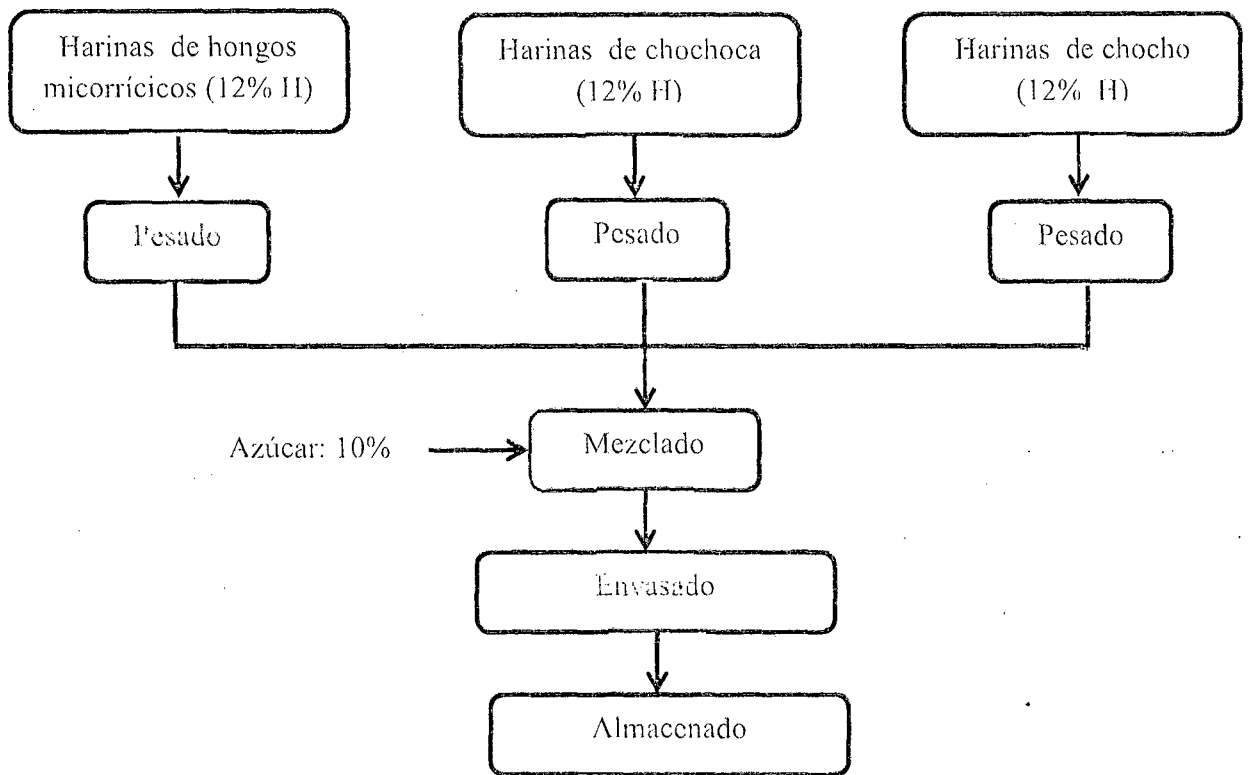 Harinas de hongos
micorrícicos (12% H)
Harinas de chochoca
(12% H)
Harinas de chocho
(12% H)
Pesado
Pesado
Pesado
Azúcar: 10%
Mezclado
Envasado
Almacenado